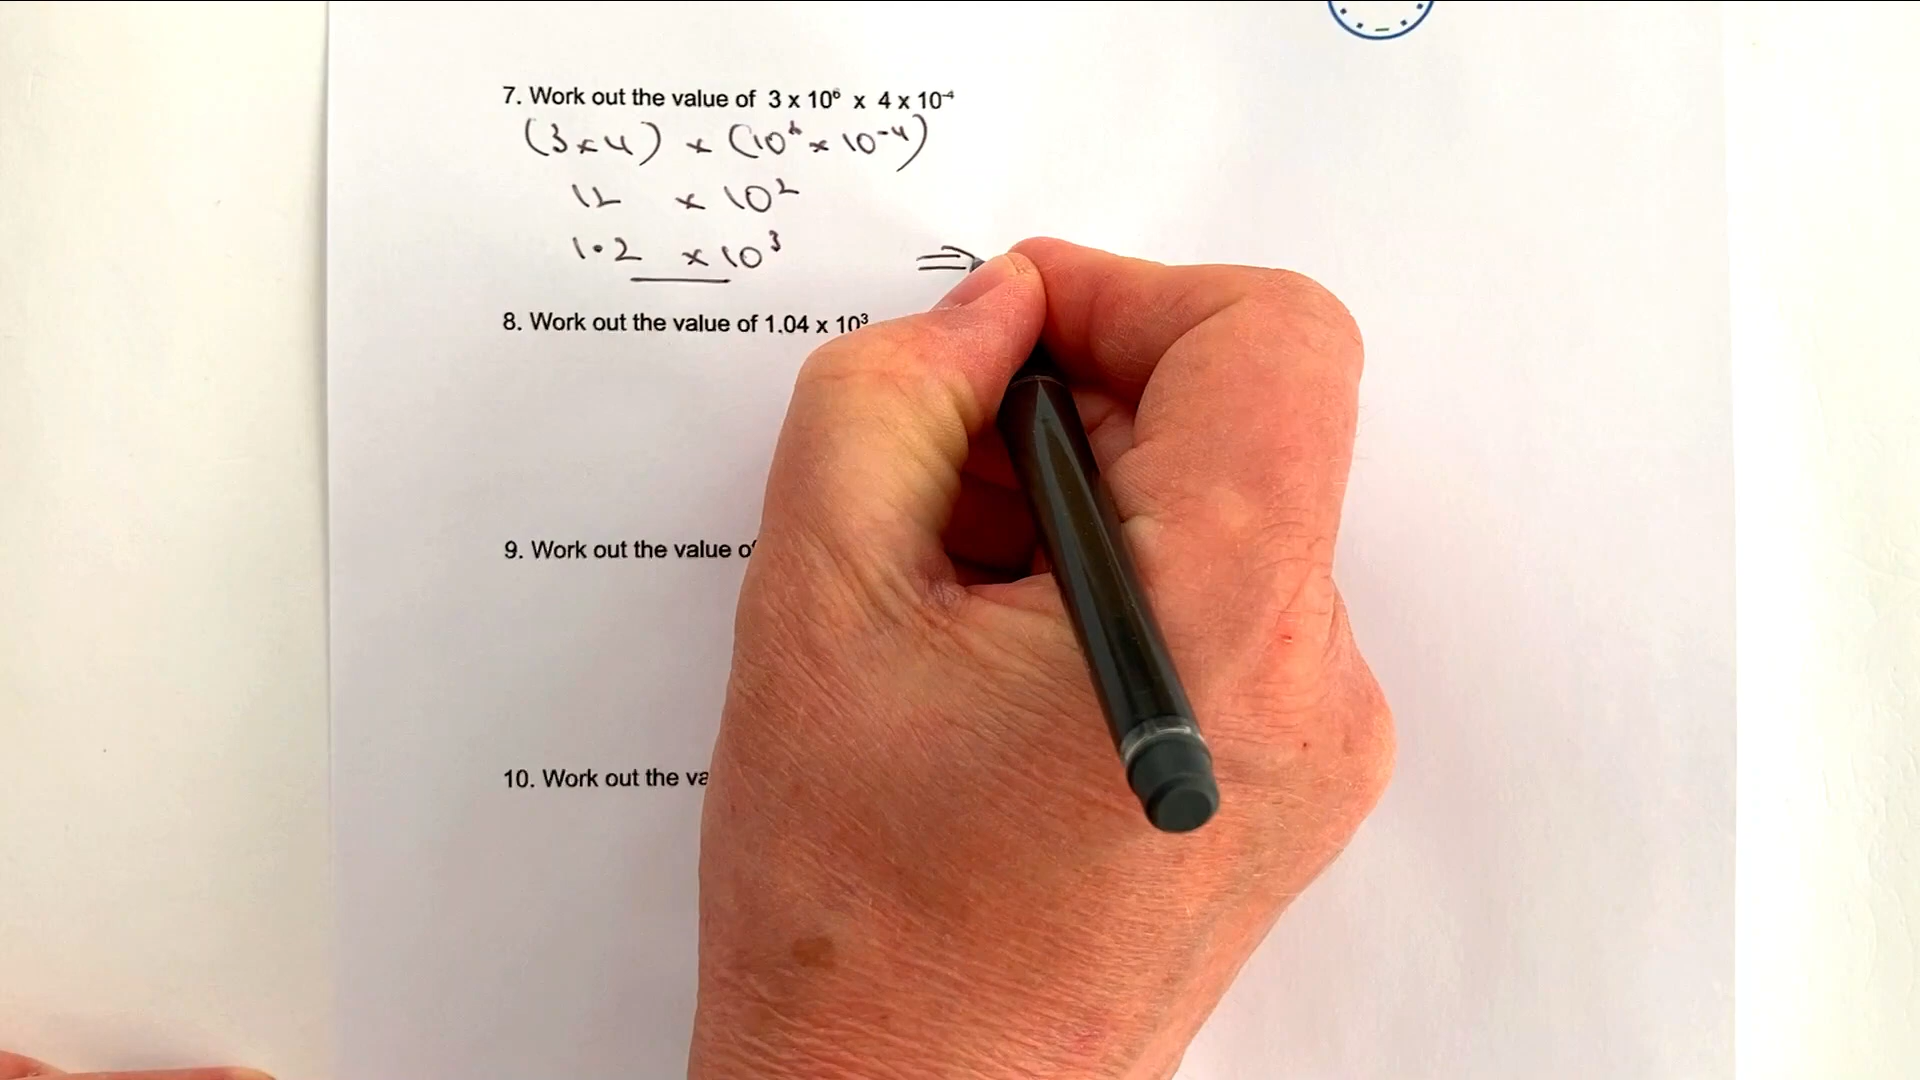 7. Work out the value of 3 x 10⁶ x 4 x 10⁻⁴
(3 x 4) x (10⁶ x 10⁻⁴)
12 x 10²
1.2 x 10³ ⇒
8. Work out the value of 1.04 x 10³
9. Work out the value
10. Work out the